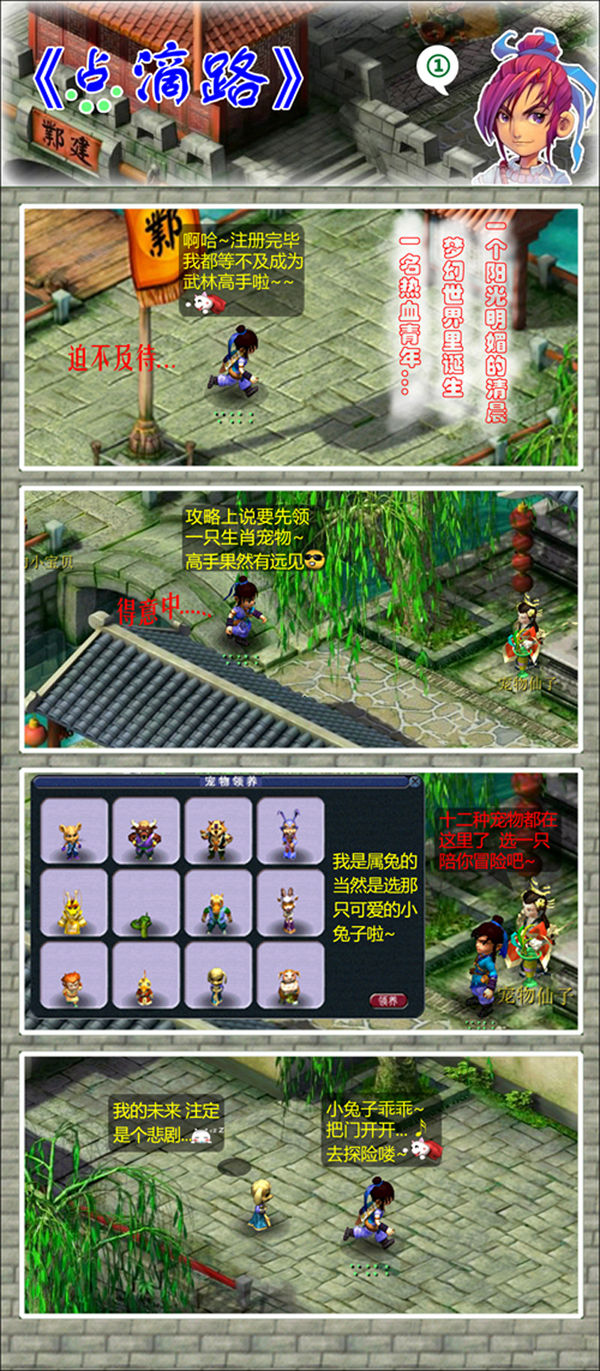 《点滴路》
①
建邺
邺
啊哈~注册完毕
我都等不及成为
武林高手啦~~
迫不及待...
一个阳光明媚的清晨
梦幻世界里诞生
一名热血青年...
攻略上说要先领
一只生肖宠物~
高手果然有远见
小宝贝
得意中.....
宠物仙子
宠物领养
十二种宠物都在
这里了 选一只
陪你冒险吧~
我是属兔的
当然是选那
只可爱的小
兔子啦~
领养
宠物仙子
我的未来 注定
是个悲剧...
小兔子乖乖~
把门开开...
去探险喽~